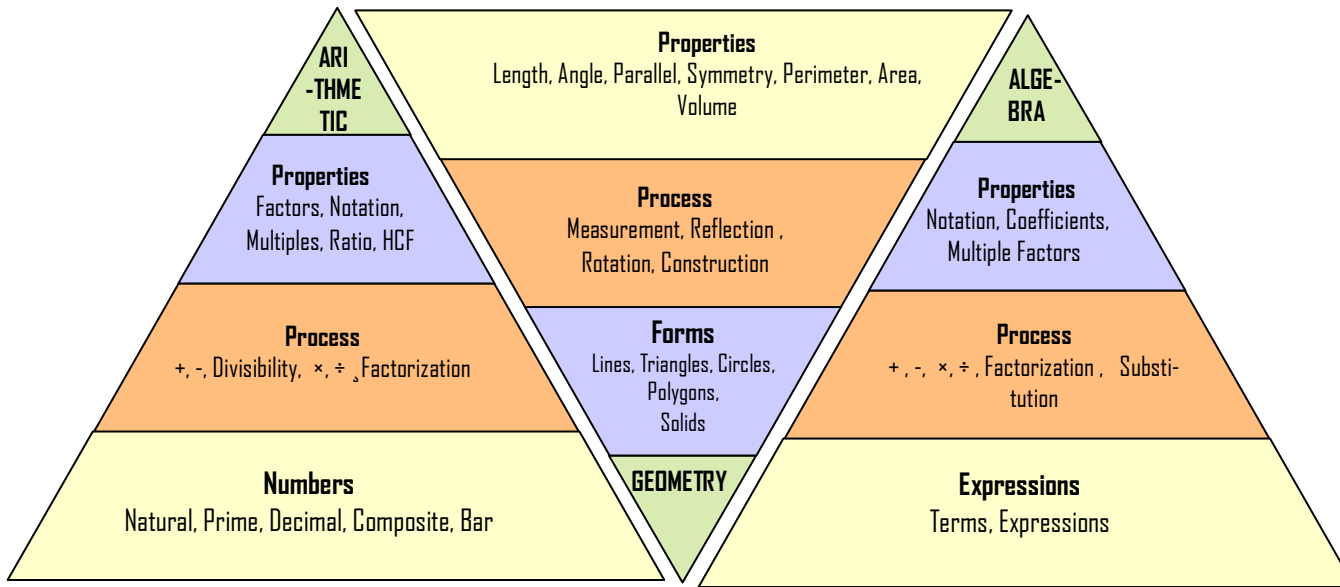 ARI
-THME
TIC
Properties
Factors, Notation,
Multiples, Ratio, HCF
Process
+, -, Divisibility, ×, ÷ ¸ Factorization
Numbers
Natural, Prime, Decimal, Composite, Bar
Properties
Length, Angle, Parallel, Symmetry, Perimeter, Area,
Volume
Process
Measurement, Reflection ,
Rotation, Construction
Forms
Lines, Triangles, Circles,
Polygons,
Solids
GEOMETRY
ALGE-
BRA
Properties
Notation, Coefficients,
Multiple Factors
Process
+ , -, ×, ÷ , Factorization , Substi-
tution
Expressions
Terms, Expressions